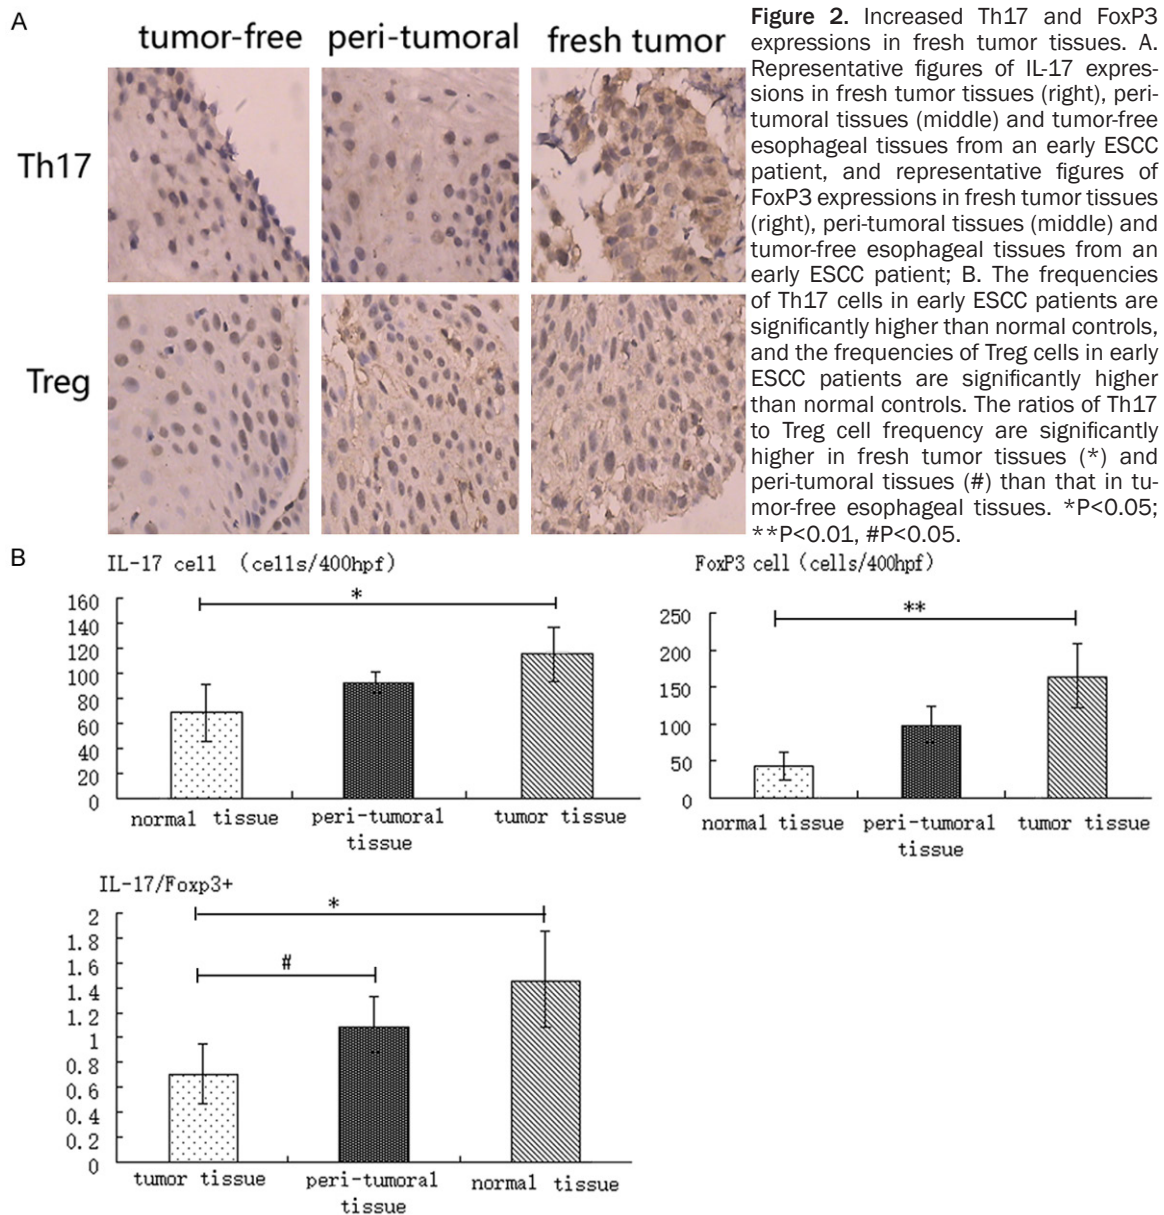 A
tumor-free peri-tumoral fresh tumor
Th17
Treg
Figure 2. Increased Th17 and FoxP3
expressions in fresh tumor tissues. A.
Representative figures of IL-17 expres-
sions in fresh tumor tissues (right), peri-
tumoral tissues (middle) and tumor-free
esophageal tissues from an early ESCC
patient, and representative figures of
FoxP3 expressions in fresh tumor tissues
(right), peri-tumoral tissues (middle) and
tumor-free esophageal tissues from an
early ESCC patient; B. The frequencies
of Th17 cells in early ESCC patients are
significantly higher than normal controls,
and the frequencies of Treg cells in early
ESCC patients are significantly higher
than normal controls. The ratios of Th17
to Treg cell frequency are significantly
higher in fresh tumor tissues (*) and
peri-tumoral tissues (#) than that in tu-
mor-free esophageal tissues. *P<0.05;
**P<0.01, #P<0.05.
B
IL-17 cell (cells/400hpf)
160
140
120
100
80
60
40
20
0
*
normal tissue peri-tumoral tumor tissue
tissue
FoxP3 cell (cells/400hpf)
250
200
150
100
50
0
**
normal tissue peri-tumoral tumor tissue
tissue
IL-17/Foxp3+
2
1.8
1.6
1.4
1.2
1
0.8
0.6
0.4
0.2
0
*
#
tumor tissue peri-tumoral normal tissue
tissue